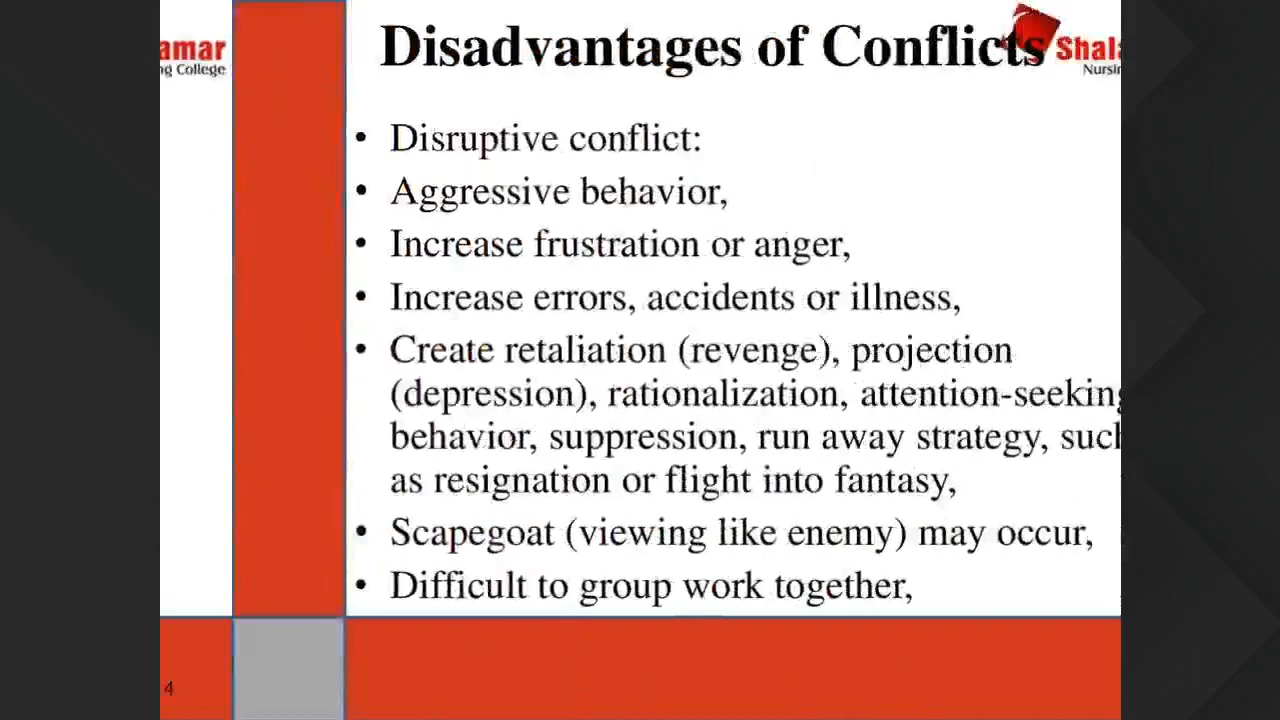 amar
ng College
Disadvantages of Conflicts
Shala
Nursin
• Disruptive conflict:
• Aggressive behavior,
• Increase frustration or anger,
• Increase errors, accidents or illness,
• Create retaliation (revenge), projection
(depression), rationalization, attention-seeking
behavior, suppression, run away strategy, such
as resignation or flight into fantasy,
• Scapegoat (viewing like enemy) may occur,
• Difficult to group work together,
4